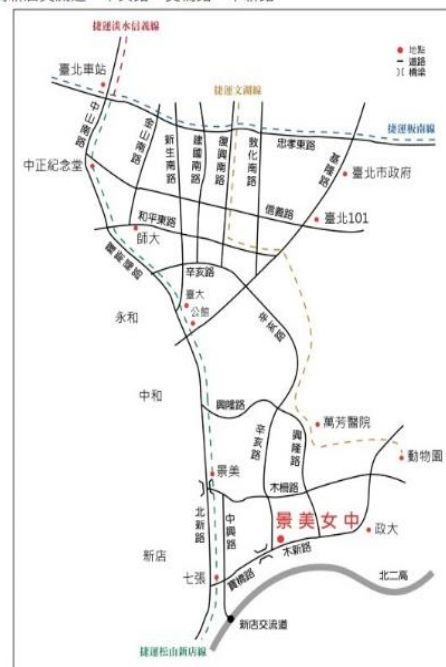 捷運淡水信義線
地點
道路
橋梁
臺北車站
捷運文湖線
捷運板南線
中山南路
金山南路
新生南路
建國南路
復興南路
敦化南路
忠孝東路
基隆路
中正紀念堂
臺北市政府
信義路
和平東路
臺北101
師大
羅斯福路
辛亥路
臺大
公館
辛亥路
永和
中和
興隆路
萬芳醫院
辛亥路
興隆路
動物園
景美
木柵路
北新路
中興路
景美女中
政大
木新路
新店
七張
寶橋路
北二高
新店交流道
捷運松山新店線